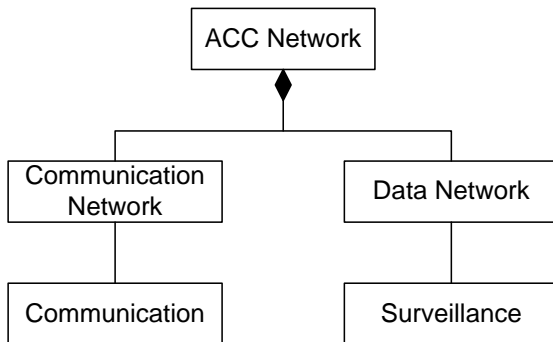 ACC Network
Communication
Network
Data Network
Communication
Surveillance